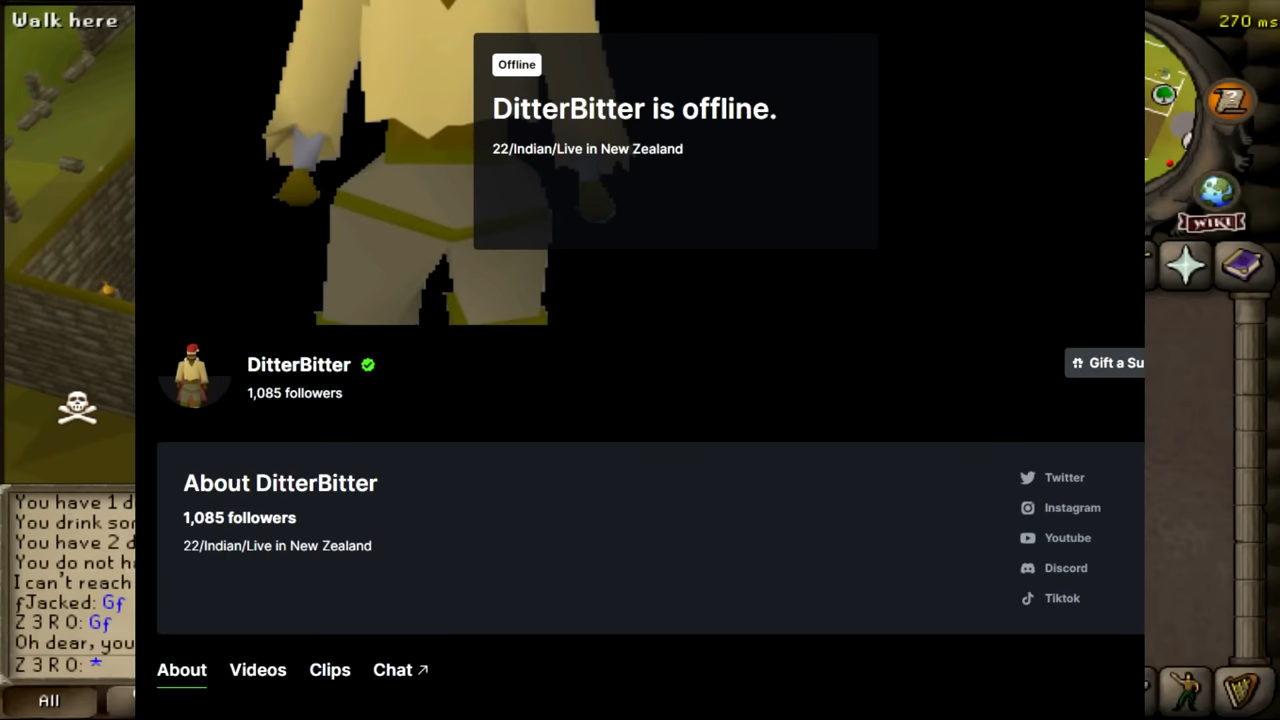 Walk here
270 ms
Offline
DitterBitter is offline.
22/Indian/Live in New Zealand
WIKI
DitterBitter
1,085 followers
Gift a Su
About DitterBitter
1,085 followers
22/Indian/Live in New Zealand
Twitter
Instagram
Youtube
Discord
Tiktok
You have 1 d
You drink sor
You have 2 d
You do not h
I can't reach
fJacked: Gf
Z 3 R O: Gf
Oh dear, you
Z 3 R O: *
All
About Videos Clips Chat